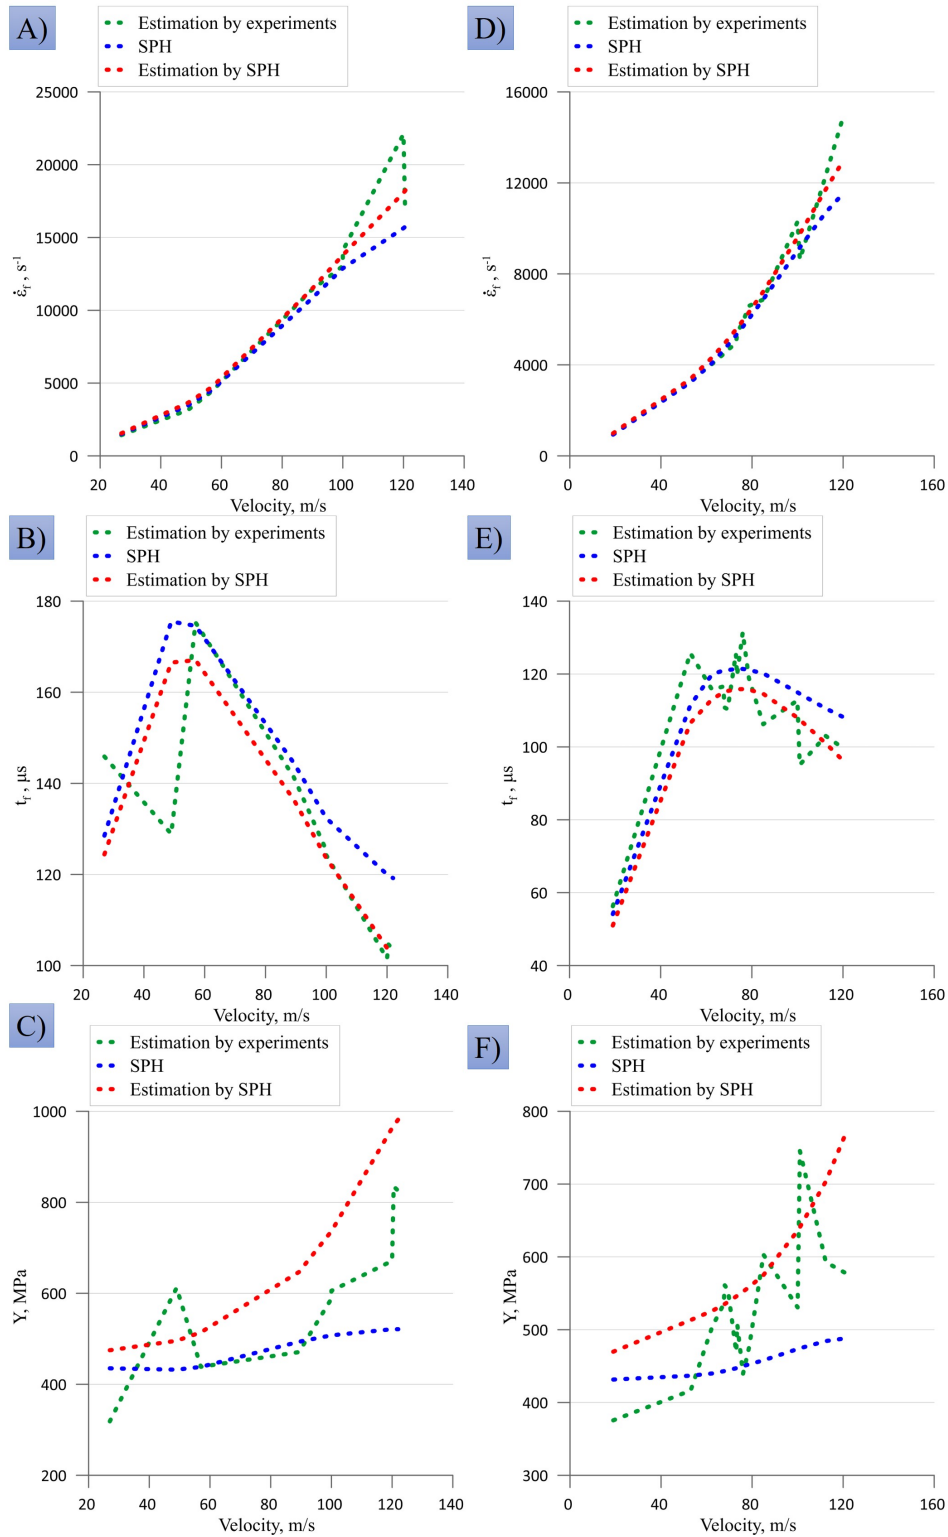 A)
Estimation by experiments
SPH
Estimation by SPH
25000
20000
15000
10000
5000
0
ε̇f , s-1
20 40 60 80 100 120 140
Velocity, m/s
D)
Estimation by experiments
SPH
Estimation by SPH
16000
12000
8000
4000
0
ε̇f , s-1
0 40 80 120 160
Velocity, m/s
B)
Estimation by experiments
SPH
Estimation by SPH
180
160
140
120
100
tf , μs
20 40 60 80 100 120 140
Velocity, m/s
E)
Estimation by experiments
SPH
Estimation by SPH
140
120
100
80
60
40
tf , μs
0 40 80 120 160
Velocity, m/s
C)
Estimation by experiments
SPH
Estimation by SPH
1000
800
600
400
200
Y, MPa
20 40 60 80 100 120 140
Velocity, m/s
F)
Estimation by experiments
SPH
Estimation by SPH
800
700
600
500
400
300
Y, MPa
0 40 80 120 160
Velocity, m/s